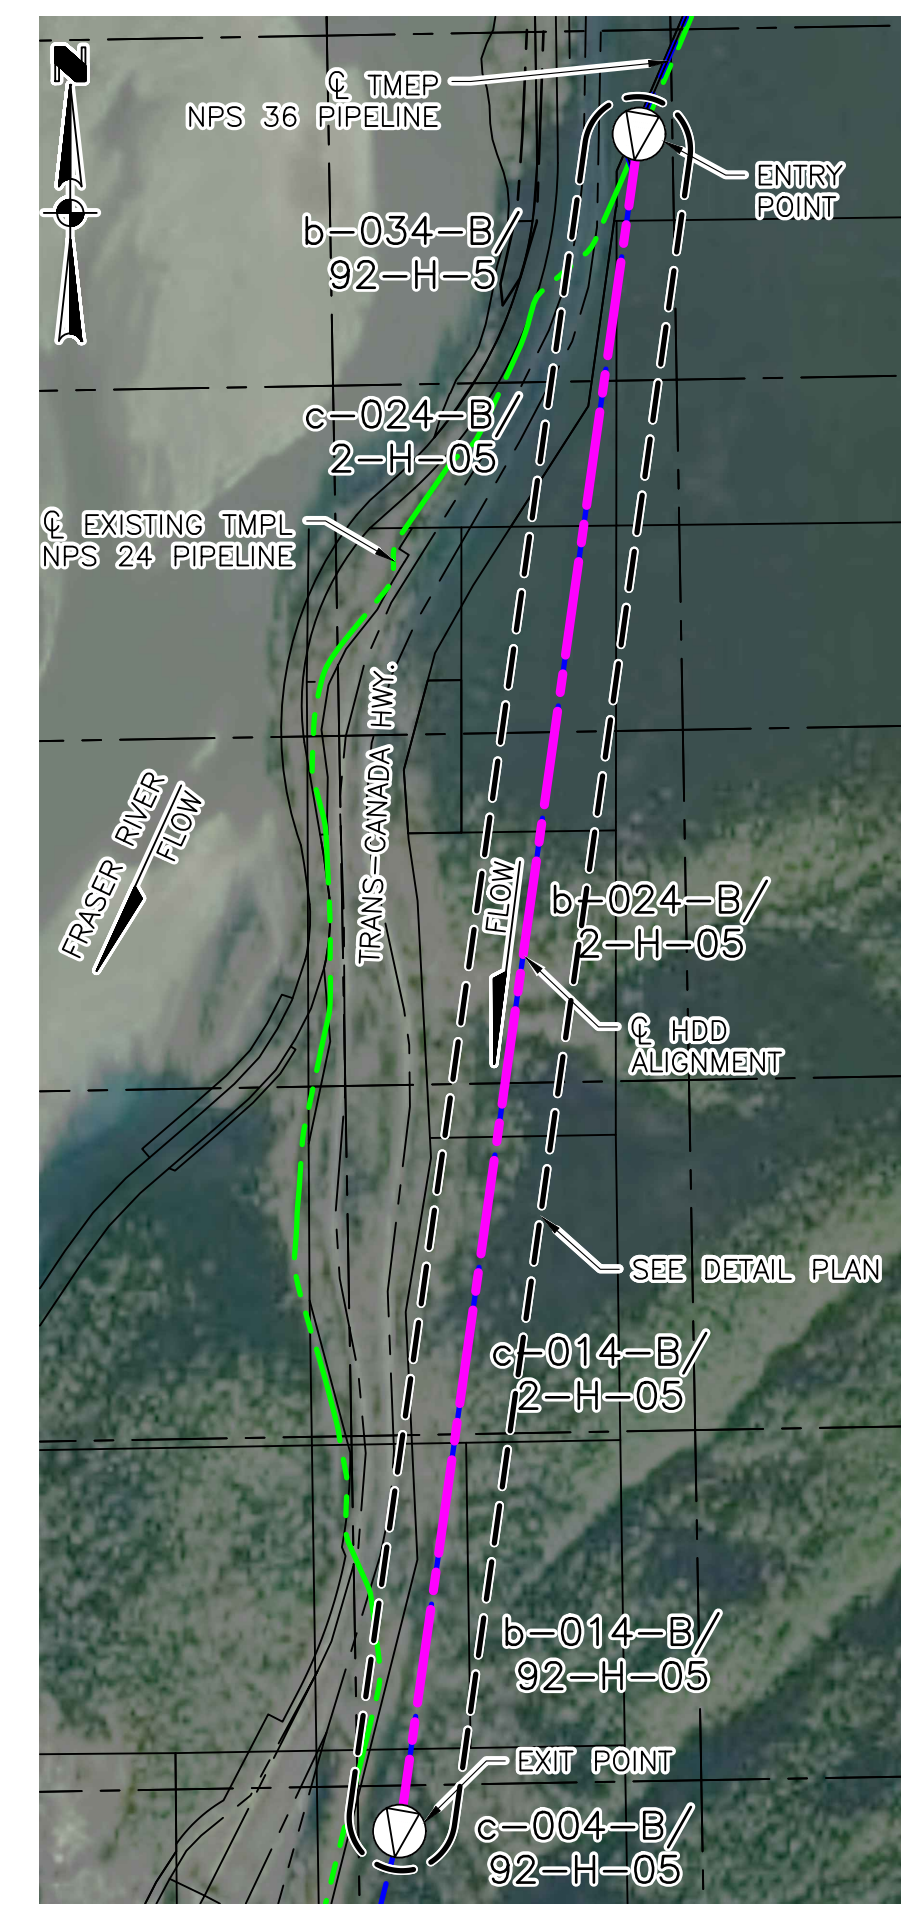 N
℄ TMEP
NPS 36 PIPELINE
ENTRY
POINT
b-034-B/
92-H-5
c-024-B/
2-H-05
℄ EXISTING TMPL
NPS 24 PIPELINE
TRANS-CANADA HWY.
FRASER RIVER
FLOW
FLOW
b-024-B/
2-H-05
℄ HDD
ALIGNMENT
SEE DETAIL PLAN
c-014-B/
2-H-05
b-014-B/
92-H-05
EXIT POINT
c-004-B/
92-H-05